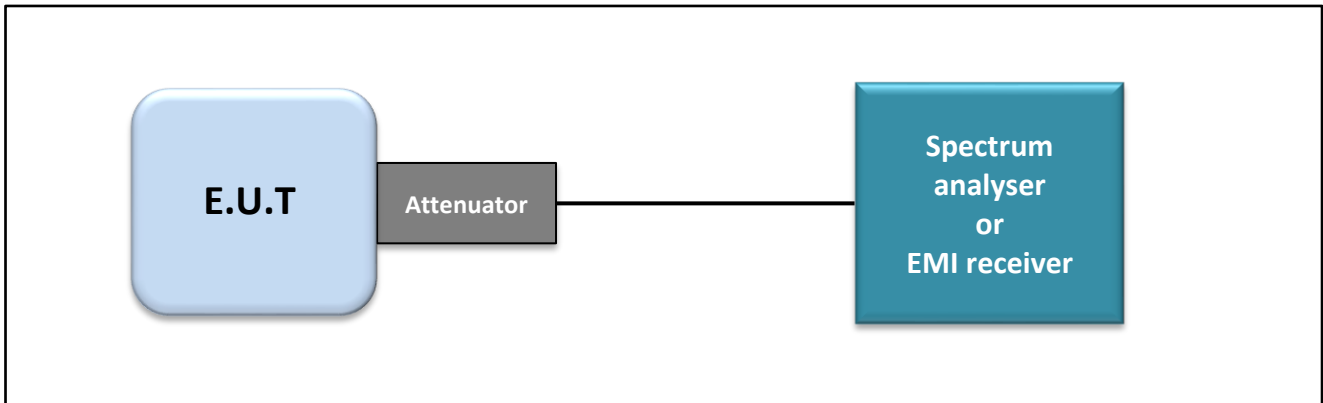 E.U.T
Attenuator
Spectrum
analyser
or
EMI receiver